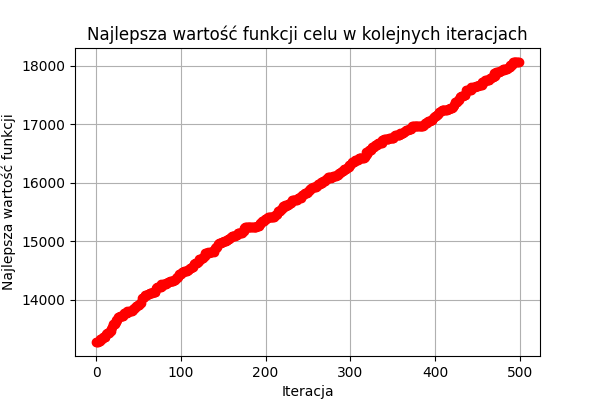 Najlepsza wartość funkcji celu w kolejnych iteracjach
Najlepsza wartość funkcji
18000
17000
16000
15000
14000
0 100 200 300 400 500
Iteracja